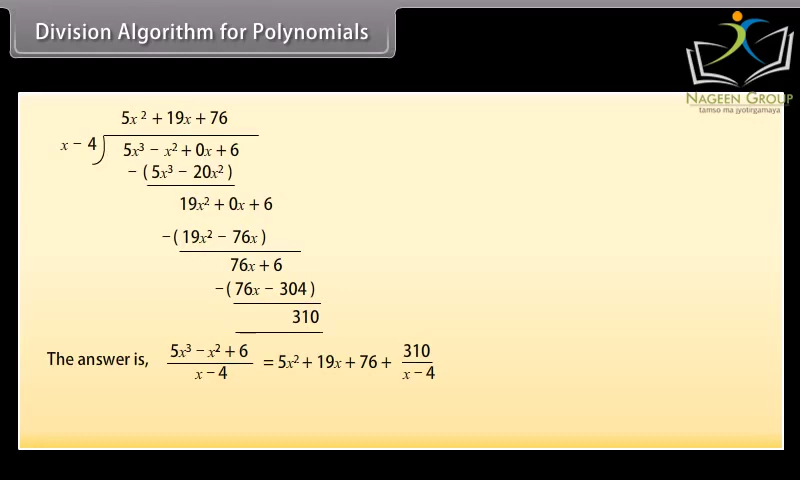 Division Algorithm for Polynomials
NAGEEN GROUP
tamso ma jyotirgamaya
5x² + 19x + 76
x − 4 ) 5x³ − x² + 0x + 6
− ( 5x³ − 20x² )
19x² + 0x + 6
− ( 19x² − 76x )
76x + 6
− ( 76x − 304 )
310
The answer is, (5x³ − x² + 6)/(x − 4) = 5x² + 19x + 76 + 310/(x − 4)